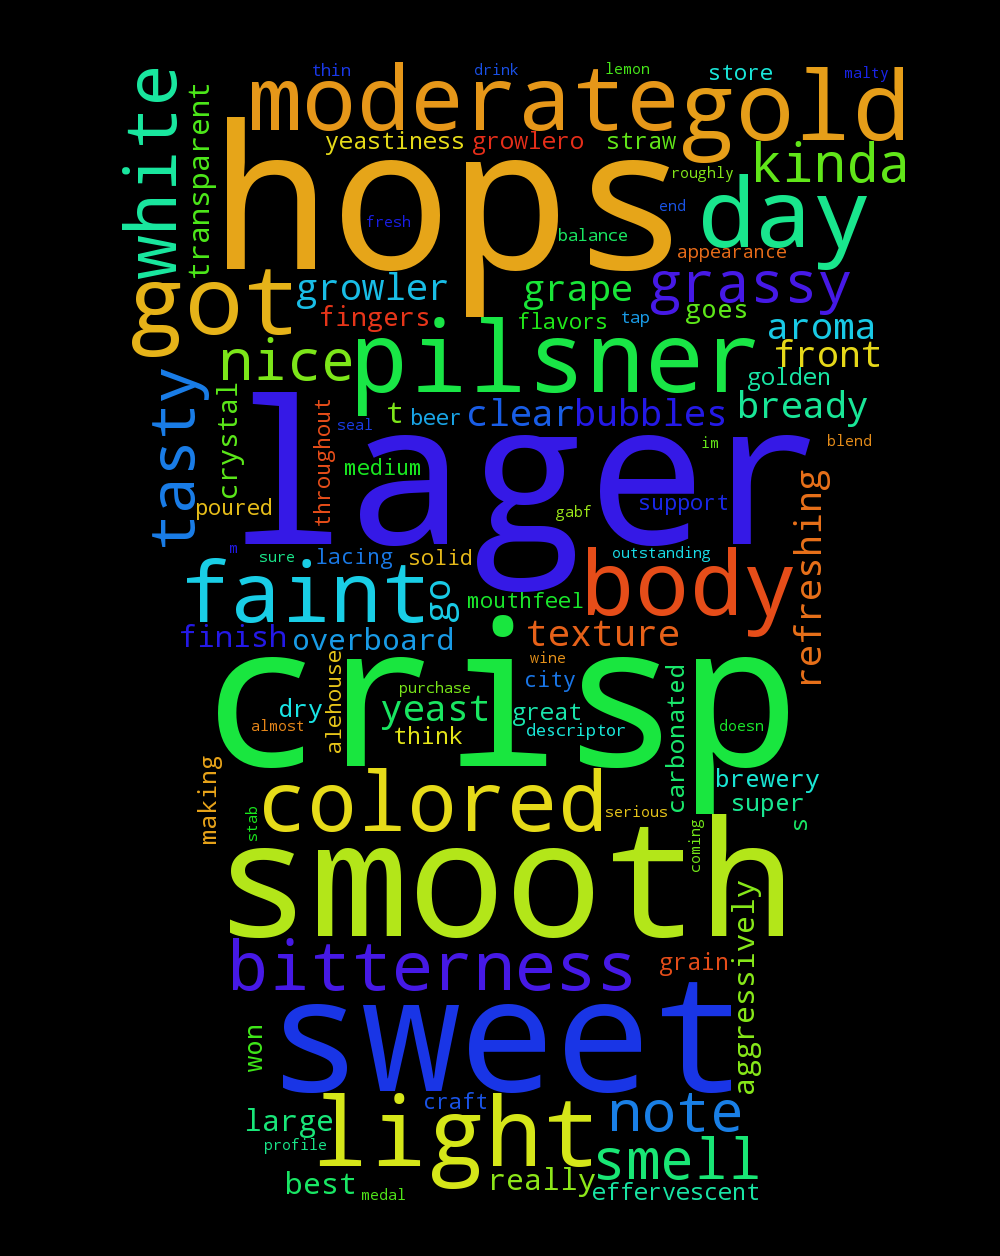 thin
drink
lemon
store
malty
white
moderate
gold
transparent
yeastiness
growlero
straw
kinda
hops
roughly
day
fresh
end
balance
appearance
got
growler
grape
grassy
fingers
flavors
tap
goes
aroma
nice
pilsner
front
golden
tasty
crystal
throughout
seal
t
beer
clear
bubbles
bready
lager
im
blend
medium
refreshing
poured
gabf
support
m
sure
lacing
solid
outstanding
faint
go
body
mouthfeel
finish
overboard
texture
crisp
alehouse
wine
city
carbonated
dry
purchase
yeast
great
almost
think
descriptor
doesn
making
colored
brewery
super
serious
s
stab
coming
smooth
aggressively
bitterness
grain
sweet
won
craft
light
note
large
profile
smell
best
medal
really
effervescent